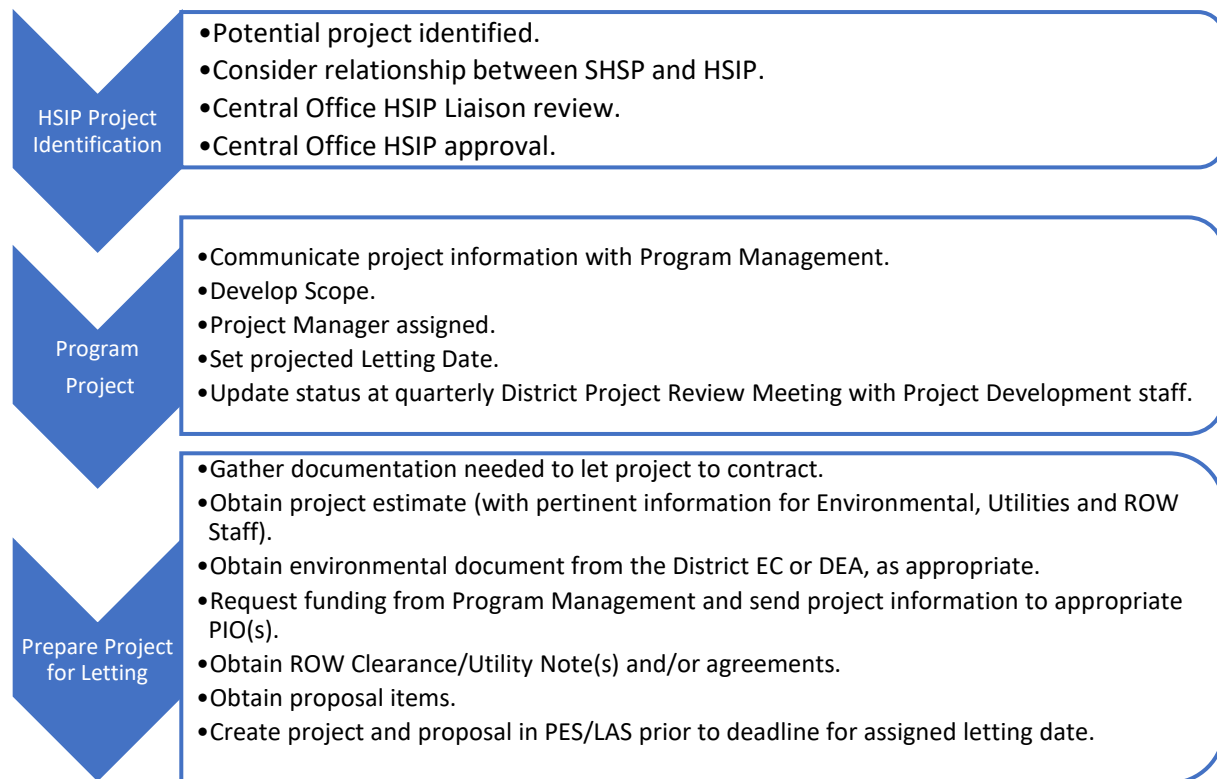 HSIP Project
Identification
•Potential project identified.
•Consider relationship between SHSP and HSIP.
•Central Office HSIP Liaison review.
•Central Office HSIP approval.
Program
Project
•Communicate project information with Program Management.
•Develop Scope.
•Project Manager assigned.
•Set projected Letting Date.
•Update status at quarterly District Project Review Meeting with Project Development staff.
Prepare Project
for Letting
•Gather documentation needed to let project to contract.
•Obtain project estimate (with pertinent information for Environmental, Utilities and ROW
Staff).
•Obtain environmental document from the District EC or DEA, as appropriate.
•Request funding from Program Management and send project information to appropriate
PIO(s).
•Obtain ROW Clearance/Utility Note(s) and/or agreements.
•Obtain proposal items.
•Create project and proposal in PES/LAS prior to deadline for assigned letting date.